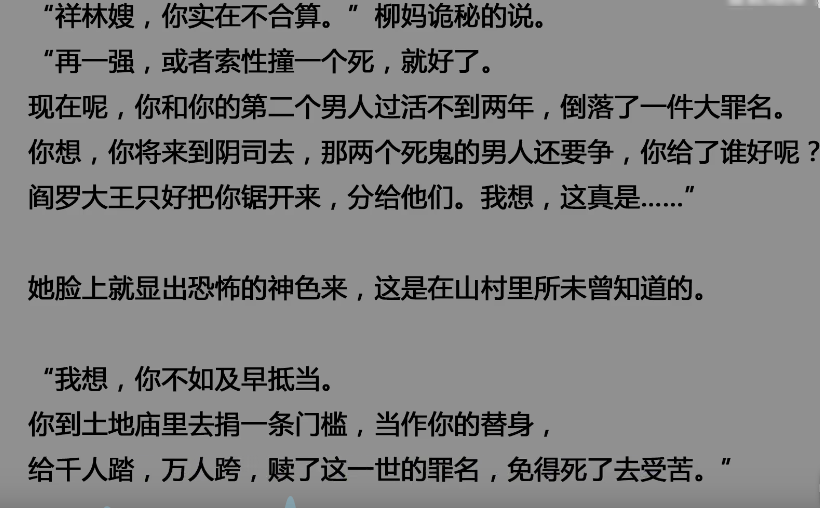 “祥林嫂，你实在不合算。”柳妈诡秘的说。
“再一强，或者索性撞一个死，就好了。
现在呢，你和你的第二个男人过活不到两年，倒落了一件大罪名。
你想，你将来到阴司去，那两个死鬼的男人还要争，你给了谁好呢？
阎罗大王只好把你锯开来，分给他们。我想，这真是……”
她脸上就显出恐怖的神色来，这是在山村里所未曾知道的。
“我想，你不如及早抵当。
你到土地庙里去捐一条门槛，当作你的替身，
给千人踏，万人跨，赎了这一世的罪名，免得死了去受苦。”